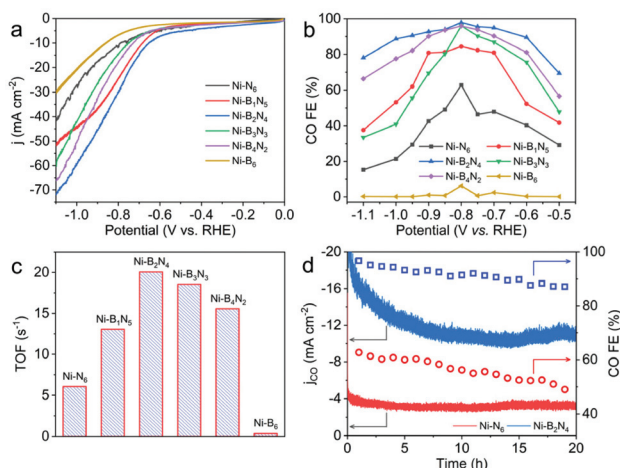 a
0
-10
-20
-30
-40
-50
-60
-70
j (mA cm⁻²)
Ni-N₆
Ni-B₁N₅
Ni-B₂N₄
Ni-B₃N₃
Ni-B₄N₂
Ni-B₆
-1.0 -0.8 -0.6 -0.4 -0.2 0.0
Potential (V vs. RHE)
b
100
80
60
40
20
0
CO FE (%)
Ni-N₆ Ni-B₁N₅
Ni-B₂N₄ Ni-B₃N₃
Ni-B₄N₂ Ni-B₆
-1.1 -1.0 -0.9 -0.8 -0.7 -0.6 -0.5
Potential (V vs. RHE)
c
20
15
10
5
0
TOF (s⁻¹)
Ni-N₆
Ni-B₁N₅
Ni-B₂N₄
Ni-B₃N₃
Ni-B₄N₂
Ni-B₆
d
-20
-16
-12
-8
-4
0
j_CO (mA cm⁻²)
100
80
60
40
CO FE (%)
Ni-N₆ Ni-B₂N₄
0 5 10 15 20
Time (h)